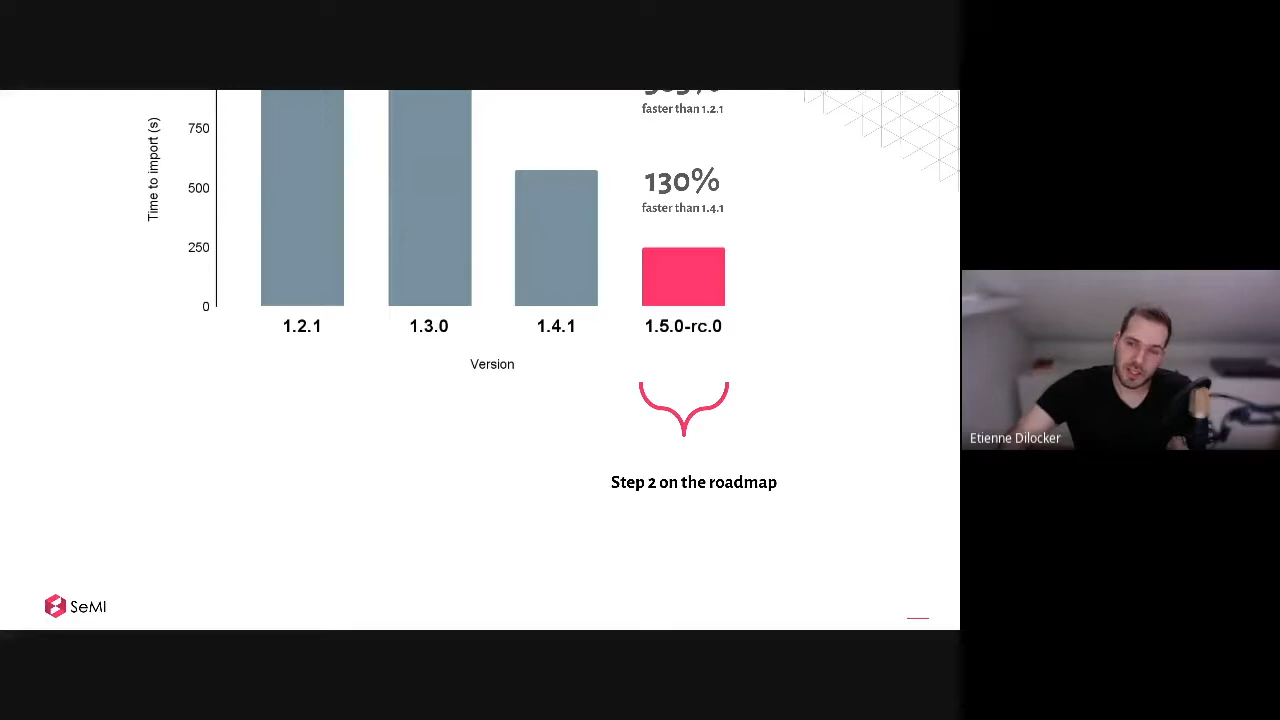 faster than 1.2.1
750
130%
faster than 1.4.1
500
250
0
Time to import (s)
1.2.1
1.3.0
1.4.1
1.5.0-rc.0
Version
Step 2 on the roadmap
Etienne Dilocker
SeMI